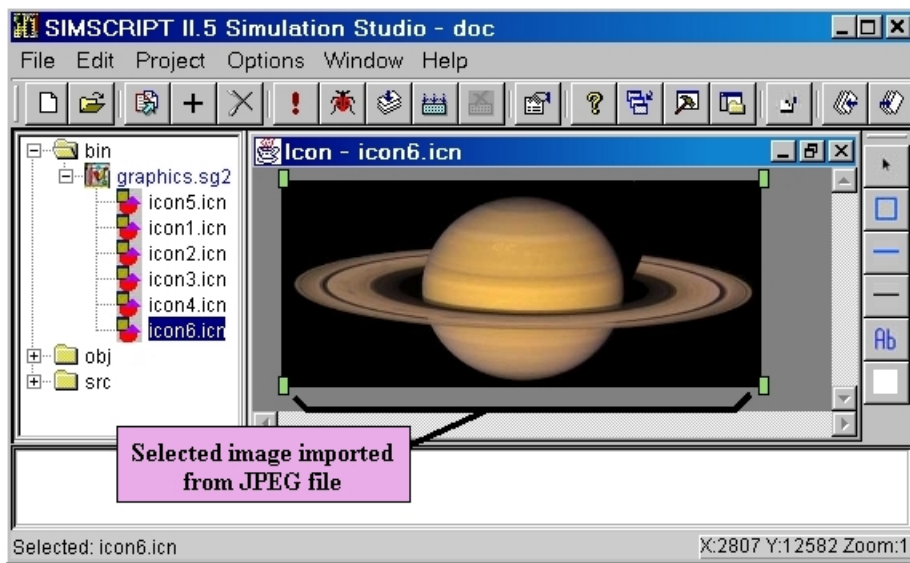 SIMSCRIPT II.5 Simulation Studio - doc
File Edit Project Options Window Help
bin
graphics.sg2
icon5.icn
icon1.icn
icon2.icn
icon3.icn
icon4.icn
icon6.icn
obj
src
Icon - icon6.icn
Ab
Selected image imported
from JPEG file
Selected: icon6.icn
X:2807 Y:12582 Zoom:1